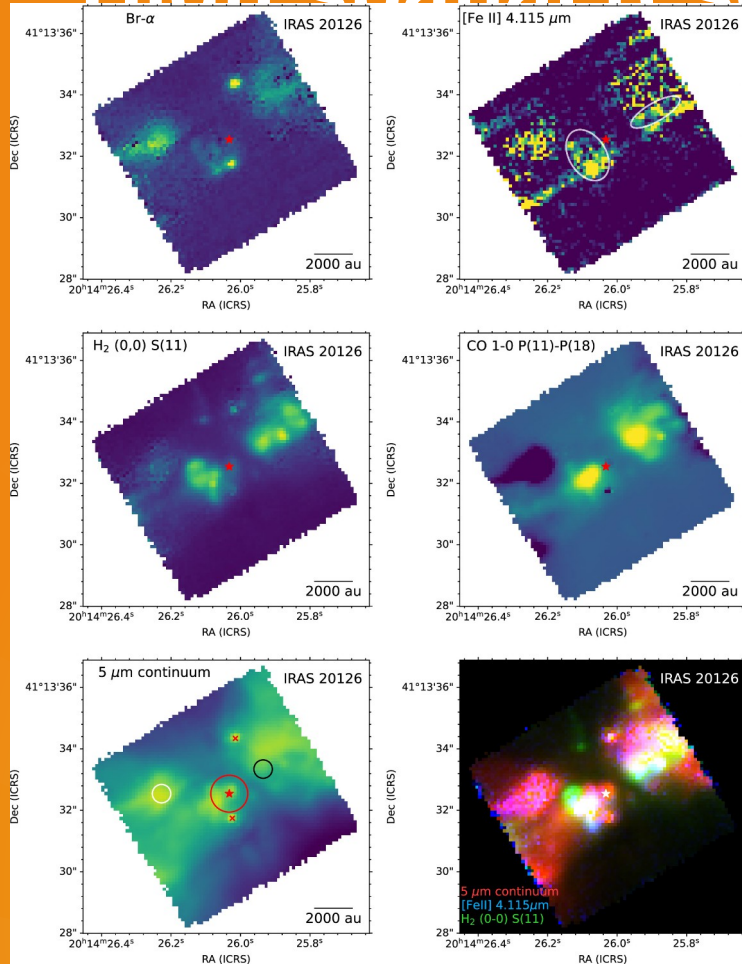 Br-α
IRAS 20126
41°13'36"
34"
32"
30"
28"
Dec (ICRS)
2000 au
20ʰ14ᵐ26.4ˢ
26.2ˢ
26.0ˢ
25.8ˢ
RA (ICRS)
[Fe II] 4.115 μm
IRAS 20126
41°13'36"
34"
32"
30"
28"
Dec (ICRS)
2000 au
20ʰ14ᵐ26.4ˢ
26.2ˢ
26.0ˢ
25.8ˢ
RA (ICRS)
H₂ (0,0) S(11)
IRAS 20126
41°13'36"
34"
32"
30"
28"
Dec (ICRS)
2000 au
20ʰ14ᵐ26.4ˢ
26.2ˢ
26.0ˢ
25.8ˢ
RA (ICRS)
CO 1-0 P(11)-P(18)
IRAS 20126
41°13'36"
34"
32"
30"
28"
Dec (ICRS)
2000 au
20ʰ14ᵐ26.4ˢ
26.2ˢ
26.0ˢ
25.8ˢ
RA (ICRS)
5 μm continuum
IRAS 20126
41°13'36"
34"
32"
30"
28"
Dec (ICRS)
2000 au
20ʰ14ᵐ26.4ˢ
26.2ˢ
26.0ˢ
25.8ˢ
RA (ICRS)
IRAS 20126
41°13'36"
34"
32"
30"
28"
Dec (ICRS)
5 μm continuum
[FeII] 4.115μm
H₂ (0-0) S(11)
20ʰ14ᵐ26.4ˢ
26.2ˢ
26.0ˢ
25.8ˢ
RA (ICRS)